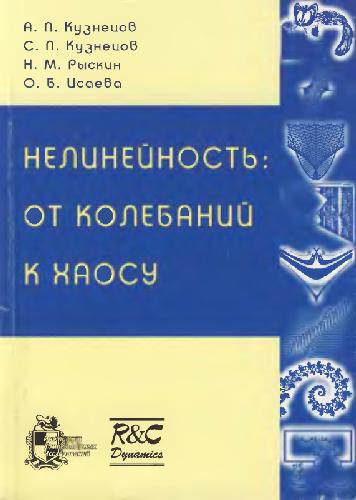 А. П. Кузнецов
С. П. Кузнецов
Н. М. Рыскин
О. Б. Исаева
НЕЛИНЕЙНОСТЬ:
ОТ КОЛЕБАНИЙ
К ХАОСУ
R&C
Dynamics